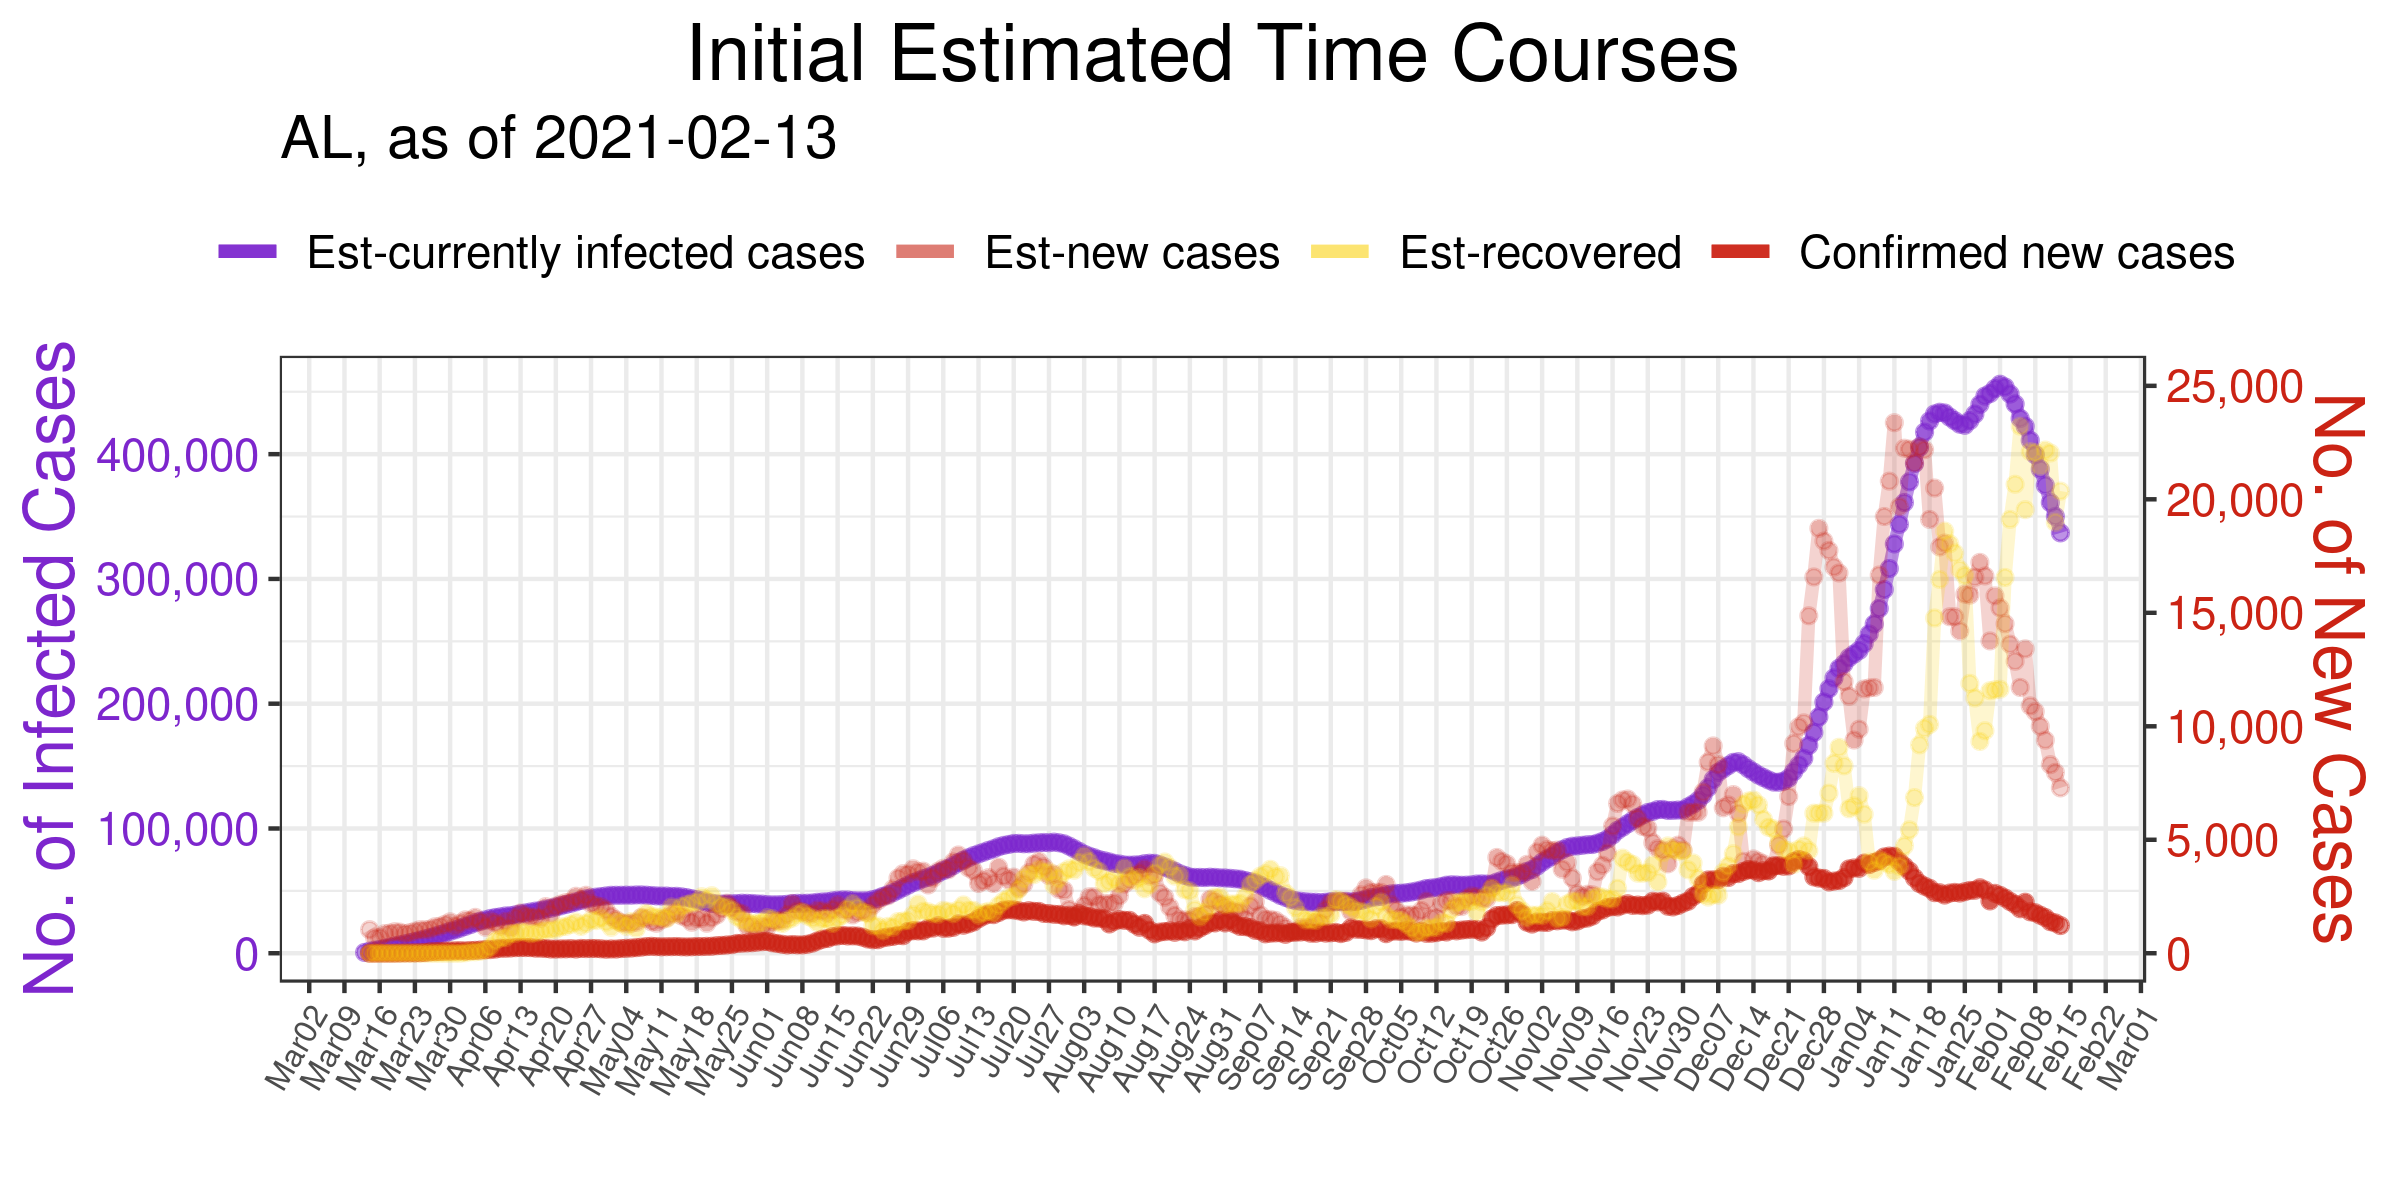 Initial Estimated Time Courses
AL, as of 2021-02-13
Est-currently infected cases Est-new cases Est-recovered Confirmed new cases
No. of Infected Cases
400,000
300,000
200,000
100,000
0
25,000
20,000
15,000
10,000
5,000
0
No. of New Cases
Mar02 Mar09 Mar16 Mar23 Mar30 Apr06 Apr13 Apr20 Apr27 May04 May11 May18 May25 Jun01 Jun08 Jun15 Jun22 Jun29 Jul06 Jul13 Jul20 Jul27 Aug03 Aug10 Aug17 Aug24 Aug31 Sep07 Sep14 Sep21 Sep28 Oct05 Oct12 Oct19 Oct26 Nov02 Nov09 Nov16 Nov23 Nov30 Dec07 Dec14 Dec21 Dec28 Jan04 Jan11 Jan18 Jan25 Feb01 Feb08 Feb15 Feb22 Mar01